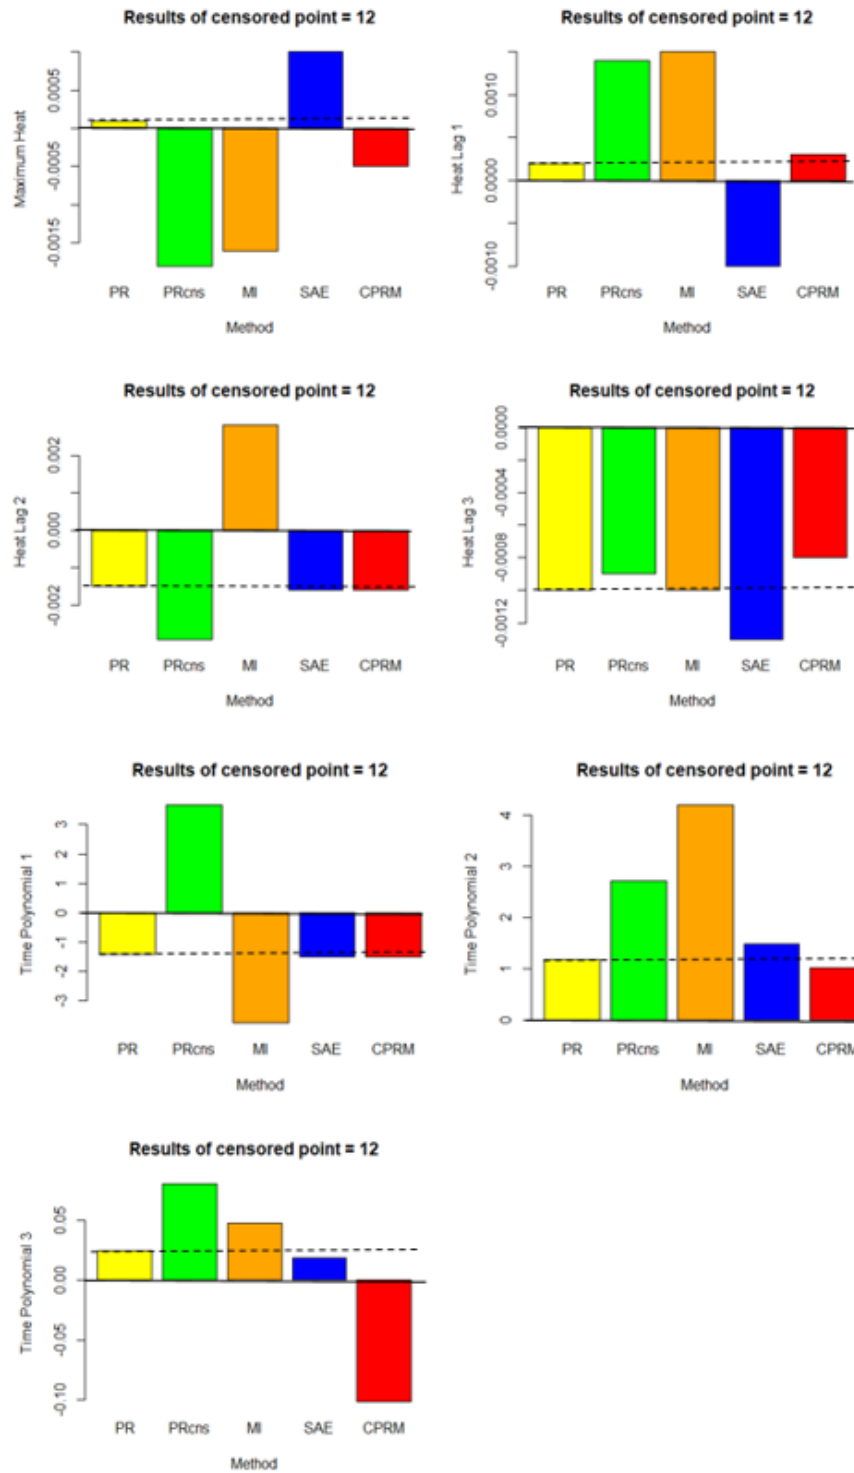 Results of censored point = 12
Maximum Heat
0.0005
-0.0005
-0.0015
PR PRcns MI SAE CPRM
Method
Results of censored point = 12
Heat Lag 1
0.0010
0.0000
-0.0010
PR PRcns MI SAE CPRM
Method
Results of censored point = 12
Heat Lag 2
0.002
0.000
-0.002
PR PRcns MI SAE CPRM
Method
Results of censored point = 12
Heat Lag 3
0.0000
-0.0004
-0.0008
-0.0012
PR PRcns MI SAE CPRM
Method
Results of censored point = 12
Time Polynomial 1
3
2
1
0
-1
-2
-3
PR PRcns MI SAE CPRM
Method
Results of censored point = 12
Time Polynomial 2
4
3
2
1
0
PR PRcns MI SAE CPRM
Method
Results of censored point = 12
Time Polynomial 3
0.05
0.00
-0.05
-0.10
PR PRcns MI SAE CPRM
Method